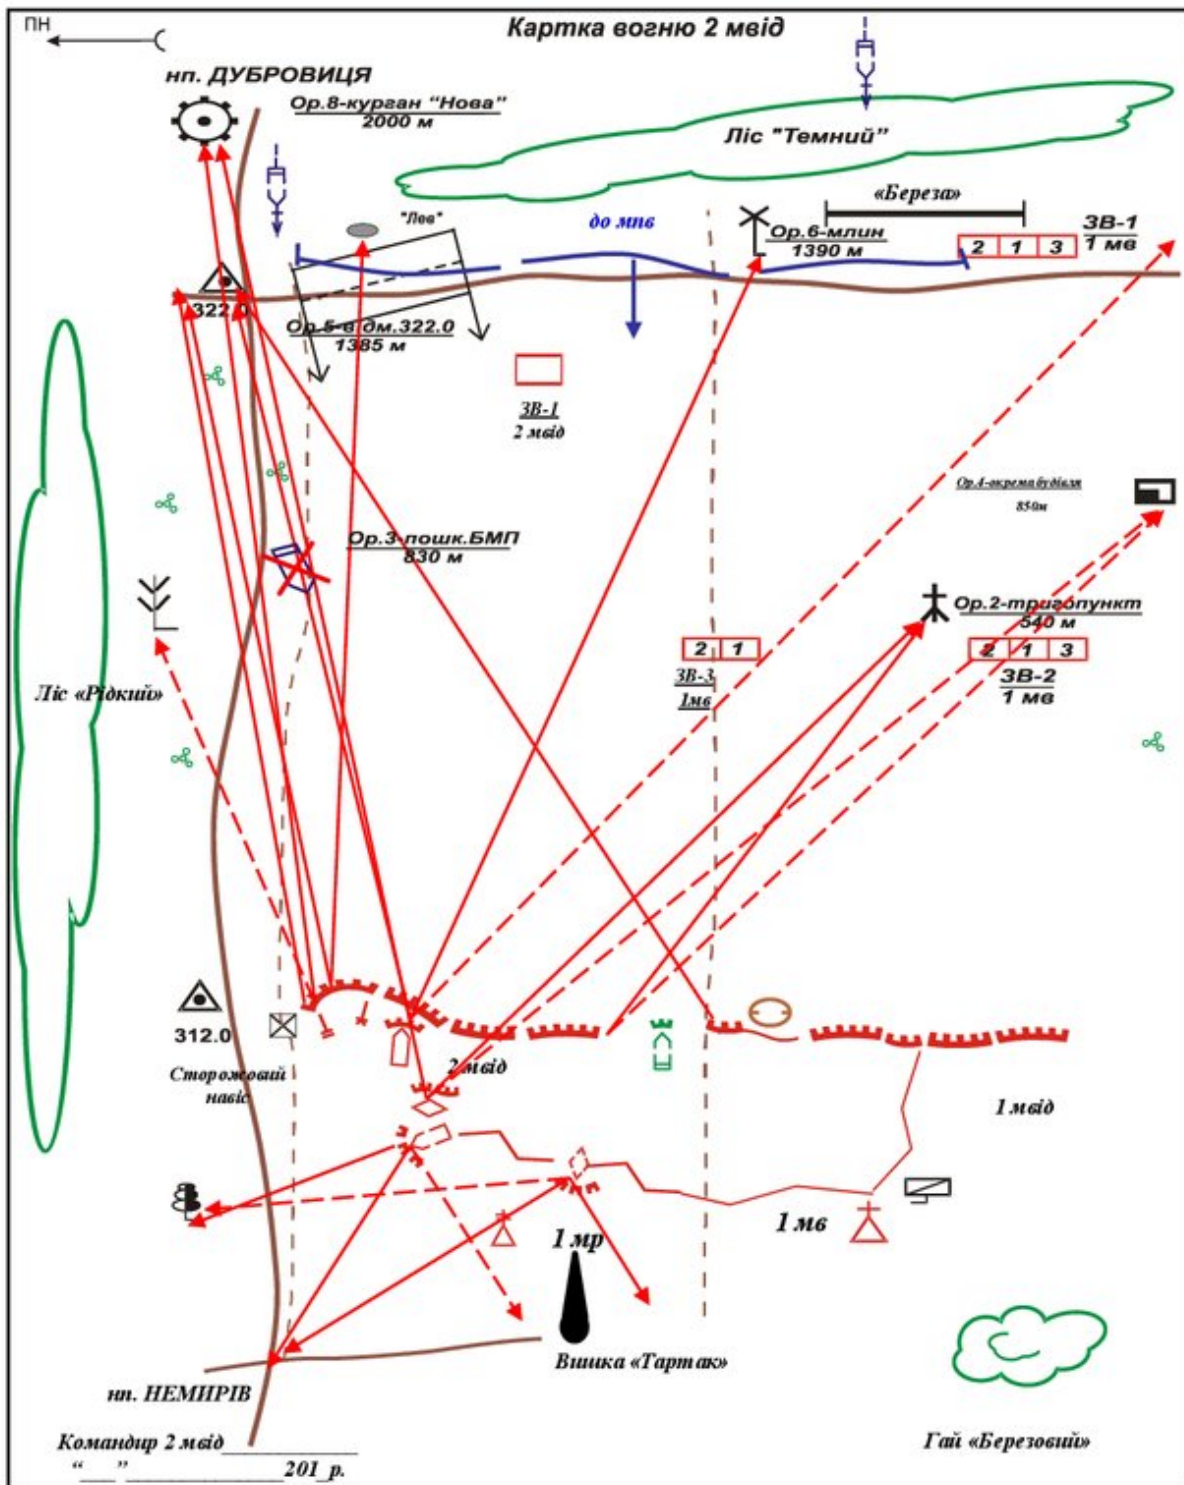 ПН
Картка вогню 2 мвід
нп. ДУБРОВИЦЯ
Ор.8-курган “Нова”
2000 м
Ліс "Темний”
«Береза»
"Лев"
до мпв
Ор.6-млин
1390 м
2 1 3
ЗВ-1
1 мв
322.0
Ор.5-відм.322.0
1385 м
ЗВ-1
2 мвід
Ор.4-окрема будівля
850м
Ор.3-пошк.БМП
830 м
Ор.2-тригопункт
540 м
2 1
ЗВ-3
1мв
2 1 3
ЗВ-2
1 мв
Ліс «Рідкий»
312.0
Сторожовий
навіс
2 мвід
1 мвід
1 мв
1 мр
Вишка «Тартак»
нп. НЕМИРІВ
Гай «Березовий»
Командир 2 мвід_____________
“___”_______________201_р.